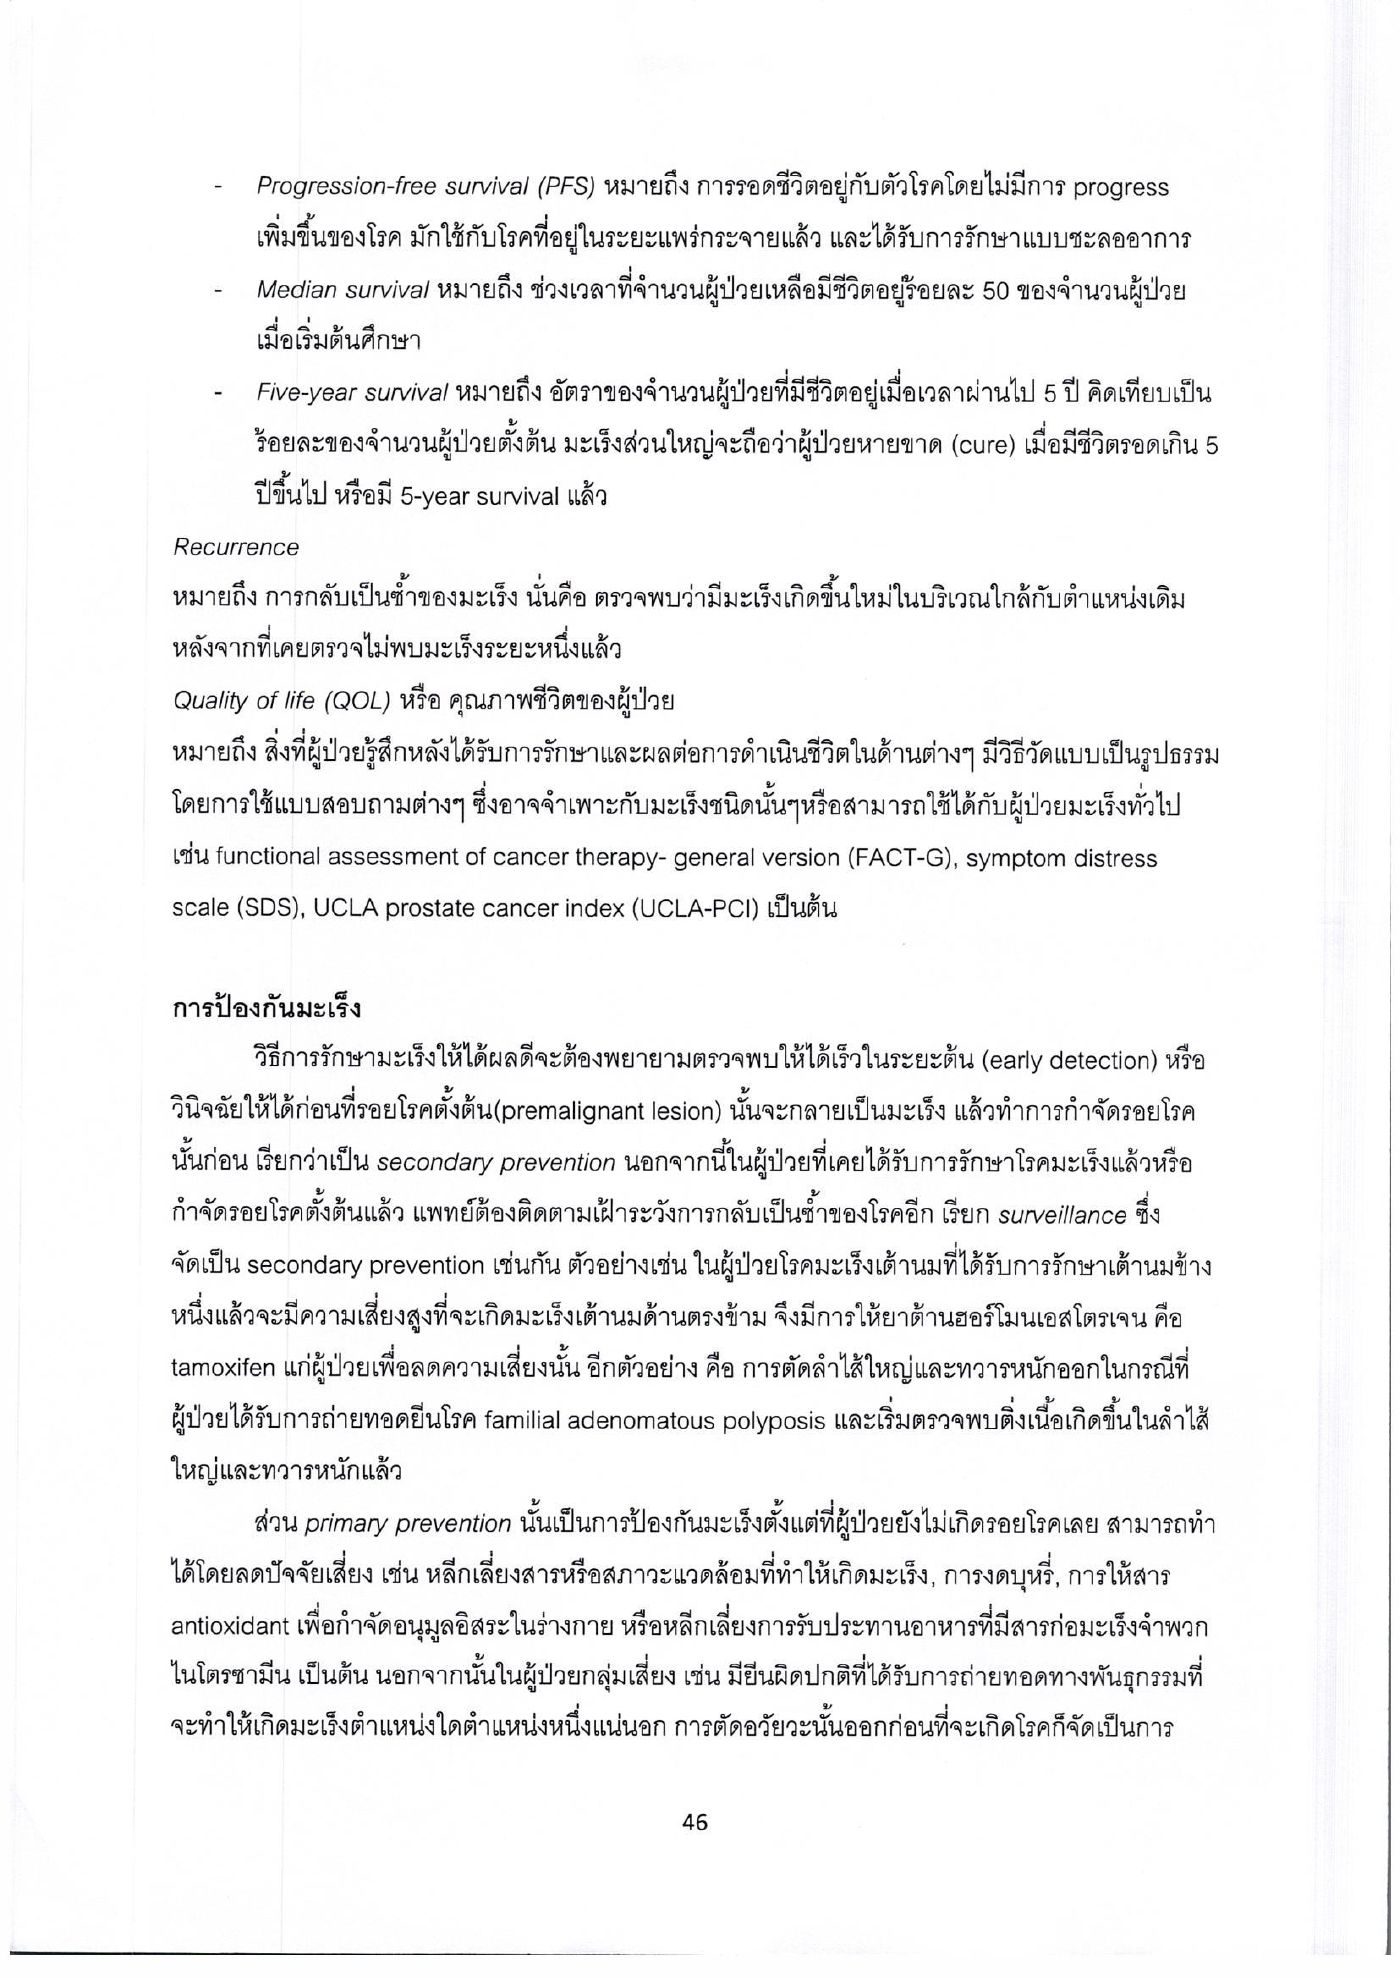 - Progression-free survival (PFS) หมายถึง การรอดชีวิตอยู่กับตัวโรคโดยไม่มีการ progress
เพิ่มขึ้นของโรค มักใช้กับโรคที่อยู่ในระยะแพร่กระจายแล้ว และได้รับการรักษาแบบชะลออาการ
- Median survival หมายถึง ช่วงเวลาที่จำนวนผู้ป่วยเหลือมีชีวิตอยู่ร้อยละ 50 ของจำนวนผู้ป่วย
เมื่อเริ่มต้นศึกษา
- Five-year survival หมายถึง อัตราของจำนวนผู้ป่วยที่มีชีวิตอยู่เมื่อเวลาผ่านไป 5 ปี คิดเทียบเป็น
ร้อยละของจำนวนผู้ป่วยตั้งต้น มะเร็งส่วนใหญ่จะถือว่าผู้ป่วยหายขาด (cure) เมื่อมีชีวิตรอดเกิน 5
ปีขึ้นไป หรือมี 5-year survival แล้ว
Recurrence
หมายถึง การกลับเป็นซ้ำของมะเร็ง นั่นคือ ตรวจพบว่ามีมะเร็งเกิดขึ้นใหม่ในบริเวณใกล้กับตำแหน่งเดิม
หลังจากที่เคยตรวจไม่พบมะเร็งระยะหนึ่งแล้ว
Quality of life (QOL) หรือ คุณภาพชีวิตของผู้ป่วย
หมายถึง สิ่งที่ผู้ป่วยรู้สึกหลังได้รับการรักษาและผลต่อการดำเนินชีวิตในด้านต่างๆ มีวิธีวัดแบบเป็นรูปธรรม
โดยการใช้แบบสอบถามต่างๆ ซึ่งอาจจำเพาะกับมะเร็งชนิดนั้นๆหรือสามารถใช้ได้กับผู้ป่วยมะเร็งทั่วไป
เช่น functional assessment of cancer therapy- general version (FACT-G), symptom distress
scale (SDS), UCLA prostate cancer index (UCLA-PCI) เป็นต้น
การป้องกันมะเร็ง
วิธีการรักษามะเร็งให้ได้ผลดีจะต้องพยายามตรวจพบให้ได้เร็วในระยะต้น (early detection) หรือ
วินิจฉัยให้ได้ก่อนที่รอยโรคตั้งต้น(premalignant lesion) นั้นจะกลายเป็นมะเร็ง แล้วทำการกำจัดรอยโรค
นั้นก่อน เรียกว่าเป็น secondary prevention นอกจากนี้ในผู้ป่วยที่เคยได้รับการรักษาโรคมะเร็งแล้วหรือ
กำจัดรอยโรคตั้งต้นแล้ว แพทย์ต้องติดตามเฝ้าระวังการกลับเป็นซ้ำของโรคอีก เรียก surveillance ซึ่ง
จัดเป็น secondary prevention เช่นกัน ตัวอย่างเช่น ในผู้ป่วยโรคมะเร็งเต้านมที่ได้รับการรักษาเต้านมข้าง
หนึ่งแล้วจะมีความเสี่ยงสูงที่จะเกิดมะเร็งเต้านมด้านตรงข้าม จึงมีการให้ยาต้านฮอร์โมนเอสโตรเจน คือ
tamoxifen แก่ผู้ป่วยเพื่อลดความเสี่ยงนั้น อีกตัวอย่าง คือ การตัดลำไส้ใหญ่และทวารหนักออกในกรณีที่
ผู้ป่วยได้รับการถ่ายทอดยีนโรค familial adenomatous polyposis และเริ่มตรวจพบติ่งเนื้อเกิดขึ้นในลำไส้
ใหญ่และทวารหนักแล้ว
ส่วน primary prevention นั้นเป็นการป้องกันมะเร็งตั้งแต่ที่ผู้ป่วยยังไม่เกิดรอยโรคเลย สามารถทำ
ได้โดยลดปัจจัยเสี่ยง เช่น หลีกเลี่ยงสารหรือสภาวะแวดล้อมที่ทำให้เกิดมะเร็ง, การงดบุหรี่, การให้สาร
antioxidant เพื่อกำจัดอนุมูลอิสระในร่างกาย หรือหลีกเลี่ยงการรับประทานอาหารที่มีสารก่อมะเร็งจำพวก
ไนโตรซามีน เป็นต้น นอกจากนั้นในผู้ป่วยกลุ่มเสี่ยง เช่น มียีนผิดปกติที่ได้รับการถ่ายทอดทางพันธุกรรมที่
จะทำให้เกิดมะเร็งตำแหน่งใดตำแหน่งหนึ่งแน่นอก การตัดอวัยวะนั้นออกก่อนที่จะเกิดโรคก็จัดเป็นการ
46